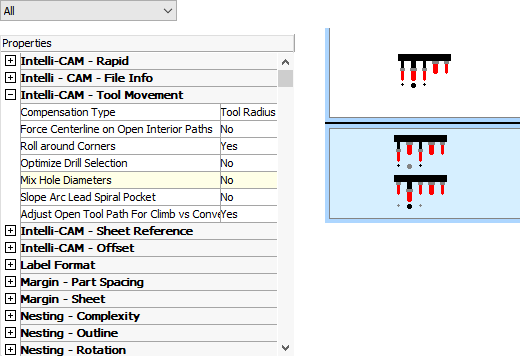 All
Properties
Intelli-CAM - Rapid
Intelli - CAM - File Info
Intelli-CAM - Tool Movement
Compensation Type Tool Radius
Force Centerline on Open Interior Paths No
Roll around Corners Yes
Optimize Drill Selection No
Mix Hole Diameters No
Slope Arc Lead Spiral Pocket No
Adjust Open Tool Path For Climb vs Conve Yes
Intelli-CAM - Sheet Reference
Intelli-CAM - Offset
Label Format
Margin - Part Spacing
Margin - Sheet
Nesting - Complexity
Nesting - Outline
Nesting - Rotation